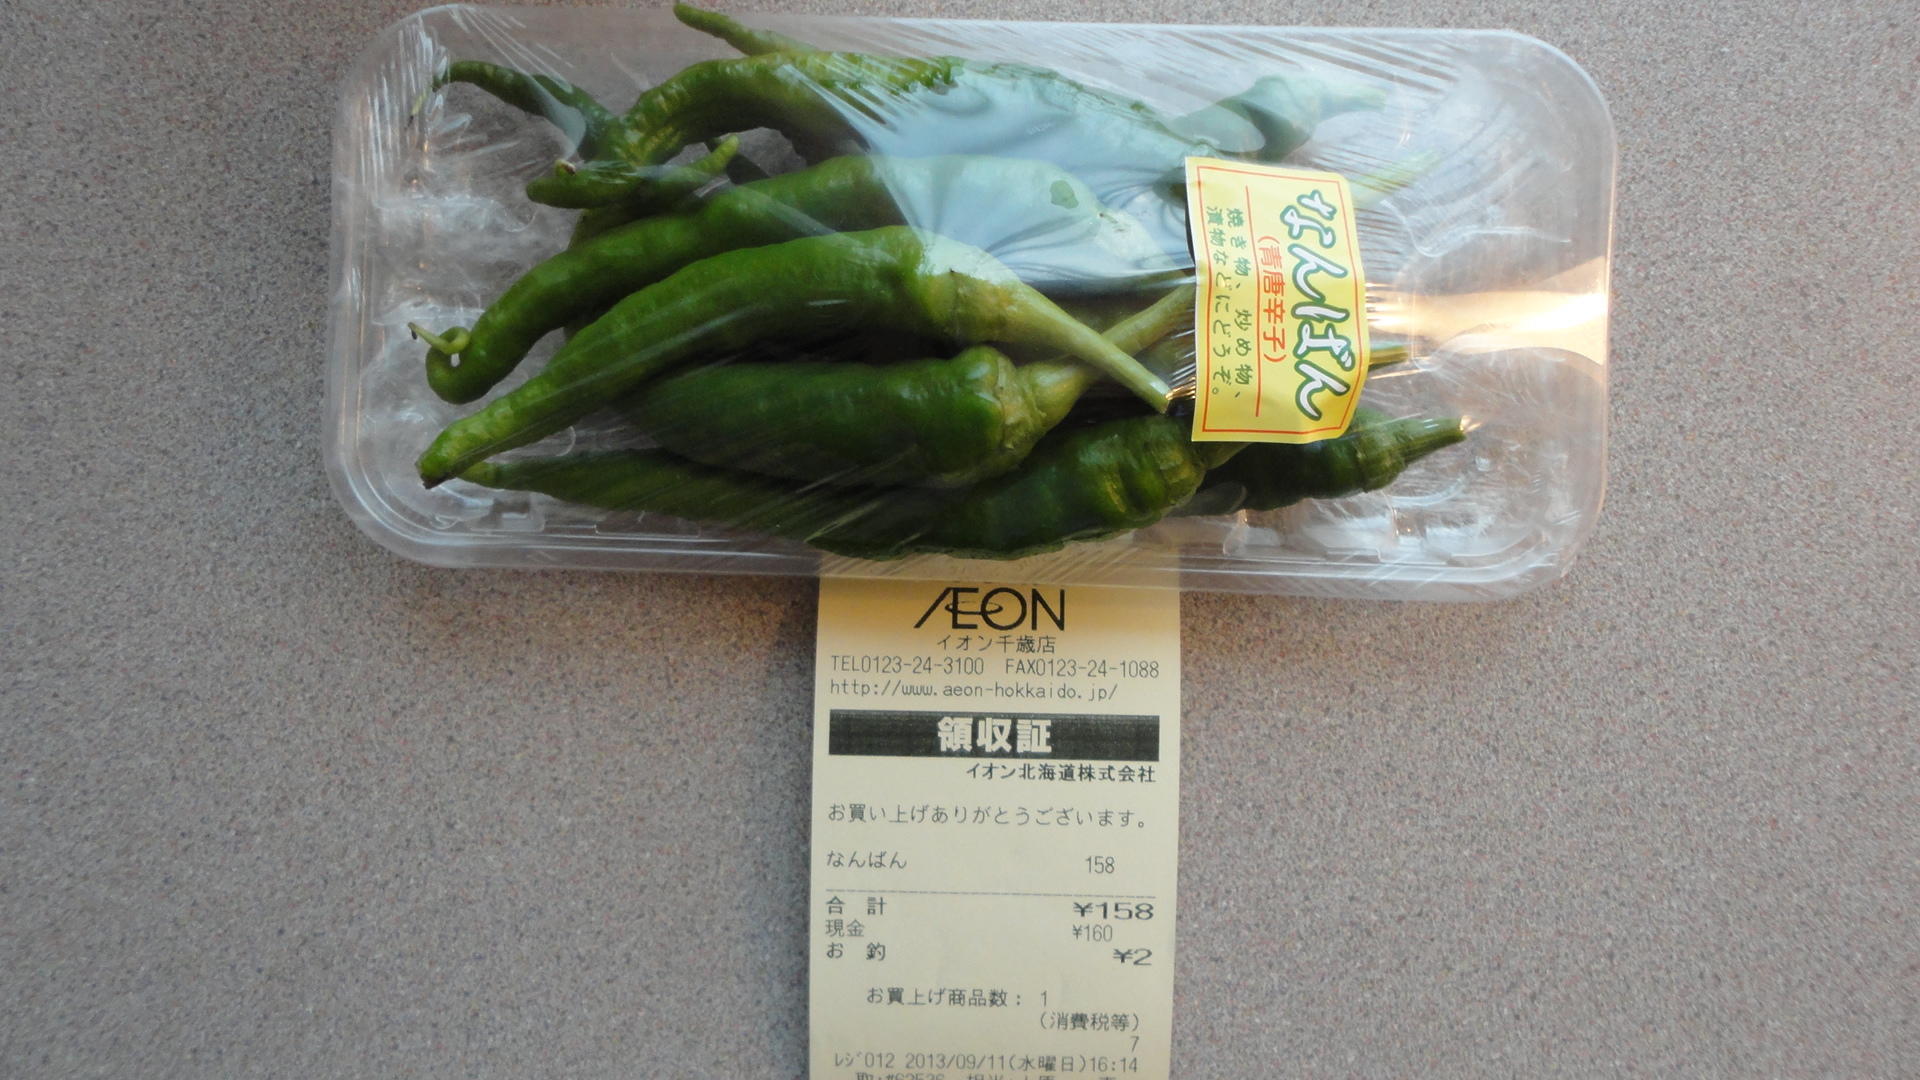 なんばん
(青唐辛子)
焼き物、炒め物、
漬物などにどうぞ。
ÆON
イオン千歳店
TEL0123-24-3100 FAX0123-24-1088
http://www.aeon-hokkaido.jp/
領収証
イオン北海道株式会社
お買い上げありがとうございます。
なんばん 158
合 計 ¥158
現金 ¥160
お 釣 ¥2
お買上げ商品数: 1
(消費税等)
7
レジ012 2013/09/11(水曜日)16:14